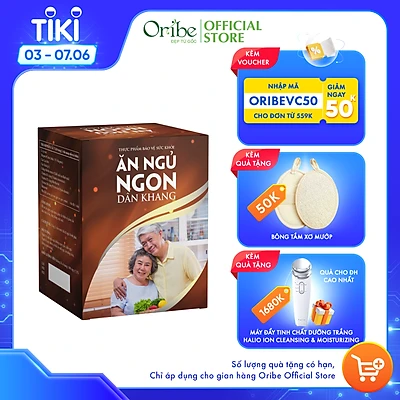 TIKI
03 – 07.06
Oribe
ĐẸP TỪ GỐC
OFFICIAL
STORE
KÈM
VOUCHER
NHẬP MÃ
ORIBEVC50
CHO ĐƠN TỪ 559K
GIẢM
NGAY
50K
THỰC PHẨM BẢO VỆ SỨC KHỎE
ĂN NGỦ
NGON
DÂN KHANG
KÈM
QUÀ TẶNG
50K
BÔNG TẮM XƠ MƯỚP
KÈM
QUÀ TẶNG
QUÀ CHO ĐH
CAO NHẤT
1680K
MÁY ĐẨY TINH CHẤT DƯỠNG TRẮNG
HALIO ION CLEANSING & MOISTURIZING
Số lượng quà tặng có hạn,
Chỉ áp dụng cho gian hàng Oribe Official Store